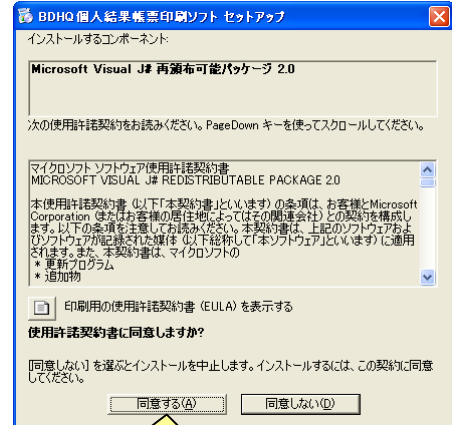 BDHQ個人結果帳票印刷ソフト セットアップ
インストールするコンポーネント:
Microsoft Visual J# 再頒布可能パッケージ 2.0
次の使用許諾契約をお読みください。PageDown キーを使ってスクロールしてください。
マイクロソフト ソフトウェア使用許諾契約書
MICROSOFT VISUAL J# REDISTRIBUTABLE PACKAGE 2.0
本使用許諾契約書 (以下「本契約書」といいます) の条項は、お客様とMicrosoft
Corporation (またはお客様の居住地によってはその関連会社) との契約を構成し
ます。以下の条項を注意してお読みください。本契約書は、上記のソフトウェアおよ
びソフトウェアが記録された媒体 (以下総称して「本ソフトウェア」といいます) に適用
されます。また、本契約書は、マイクロソフトの
* 更新プログラム
* 追加物
印刷用の使用許諾契約書 (EULA) を表示する
使用許諾契約書に同意しますか?
[同意しない] を選ぶとインストールを中止します。インストールするには、この契約に同意
してください。
同意する(A)
同意しない(D)